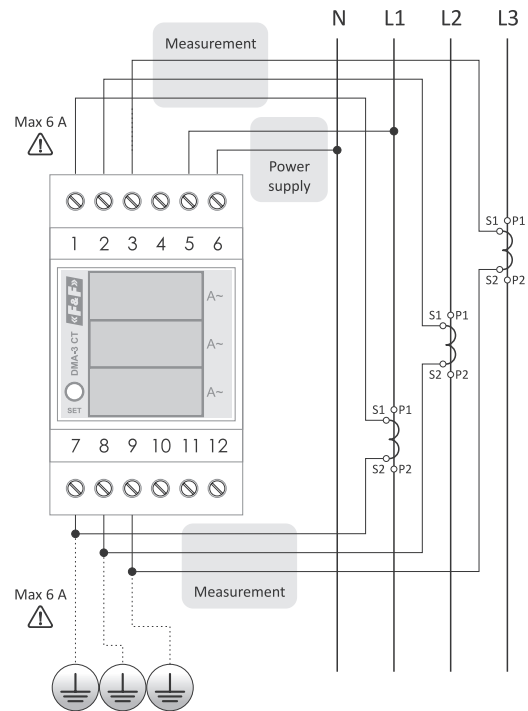 N L1 L2 L3
Measurement
Max 6 A
Power
supply
1 2 3 4 5 6
S1 P1
S2 P2
«F&F»
DMA-3 CT
SET
A~
A~
A~
S1 P1
S2 P2
S1 P1
S2 P2
7 8 9 10 11 12
Measurement
Max 6 A